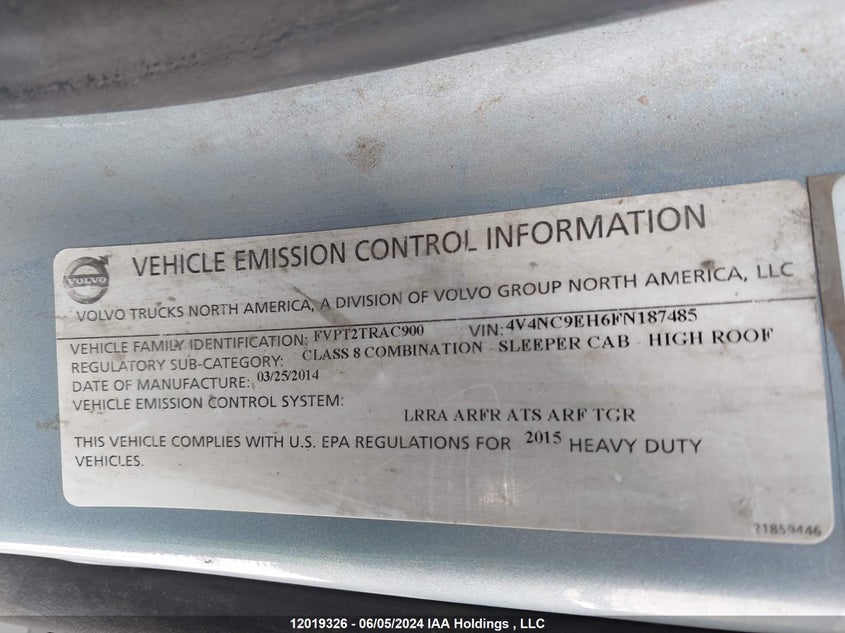 VOLVO
VEHICLE EMISSION CONTROL INFORMATION
VOLVO TRUCKS NORTH AMERICA, A DIVISION OF VOLVO GROUP NORTH AMERICA, LLC
VEHICLE FAMILY IDENTIFICATION: FVPT2TRAC900 VIN: 4V4NC9EH6FN187485
REGULATORY SUB-CATEGORY: CLASS 8 COMBINATION - SLEEPER CAB - HIGH ROOF
DATE OF MANUFACTURE: 03/25/2014
VEHICLE EMISSION CONTROL SYSTEM:
LRRA ARFR ATS ARF TGR
THIS VEHICLE COMPLIES WITH U.S. EPA REGULATIONS FOR 2015 HEAVY DUTY
VEHICLES.
21859446
12019326 - 06/05/2024 IAA Holdings , LLC